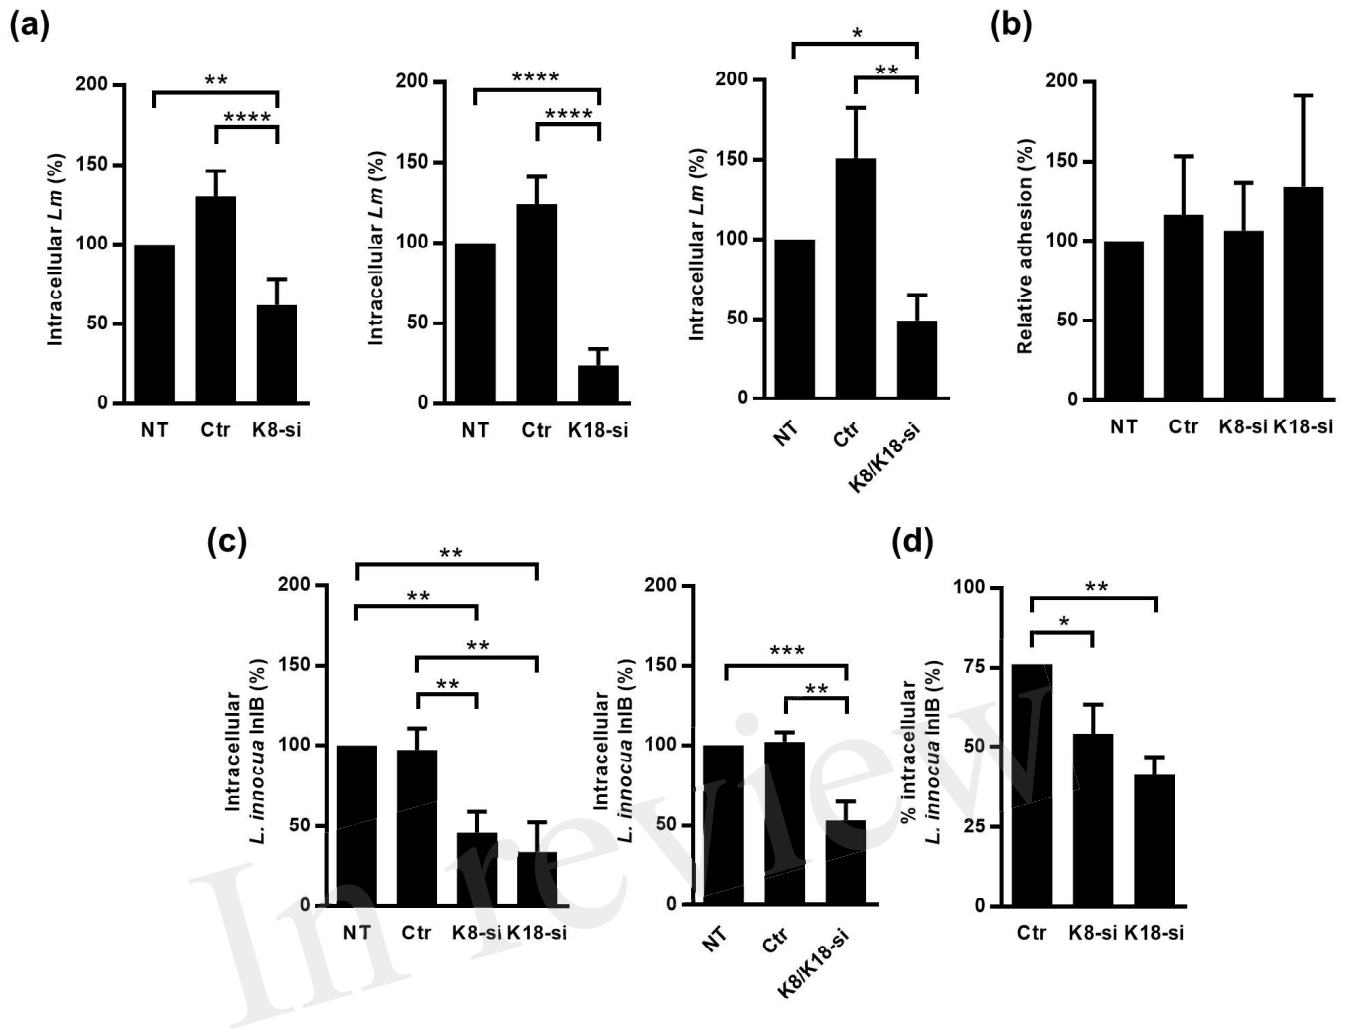 (a)
(b)
200
150
100
50
0
Intracellular Lm (%)
**
****
NT Ctr K8-si
200
150
100
50
0
Intracellular Lm (%)
****
****
NT Ctr K18-si
200
150
100
50
0
Intracellular Lm (%)
*
**
NT Ctr K8/K18-si
200
150
100
50
0
Relative adhesion (%)
NT Ctr K8-si K18-si
(c)
(d)
200
150
100
50
0
Intracellular
L. innocua InlB (%)
**
**
**
**
NT Ctr K8-si K18-si
200
150
100
50
0
Intracellular
L. innocua InlB (%)
***
**
NT Ctr K8/K18-si
100
75
50
25
0
% intracellular
L. innocua InlB (%)
**
*
Ctr K8-si K18-si
In review